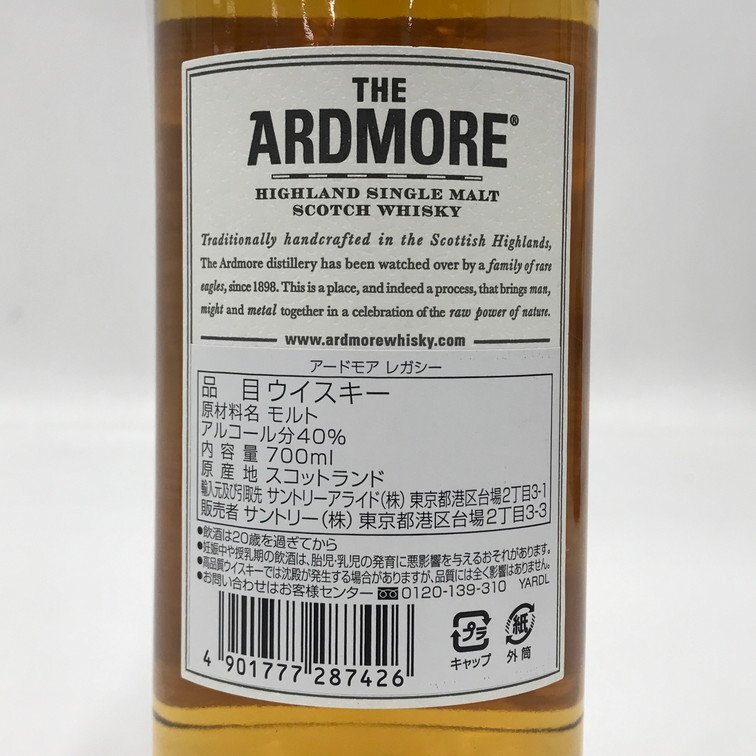 THE
ARDMORE®
HIGHLAND SINGLE MALT
SCOTCH WHISKY
Traditionally handcrafted in the Scottish Highlands,
The Ardmore distillery has been watched over by a family of rare
eagles, since 1898. This is a place, and indeed a process, that brings man,
might and metal together in a celebration of the raw power of nature.
www.ardmorewhisky.com
アードモア レガシー
品 目 ウイスキー
原材料名 モルト
アルコール分40%
内容量 700ml
原産地 スコットランド
輸入元及び引取先 サントリーアライド(株) 東京都港区台場2丁目3-1
販売者 サントリー(株) 東京都港区台場2丁目3-3
●飲酒は20歳を過ぎてから
●妊娠中や授乳期の飲酒は、胎児・乳児の発育に悪影響を与えるおそれがあります。
●高品質ウイスキーでは沈殿が発生する場合がありますが、品質には全く影響はありません。
●お問い合わせはお客様センター 0120-139-310 YARDL
4 901777 287426
プラ
キャップ
紙
外筒